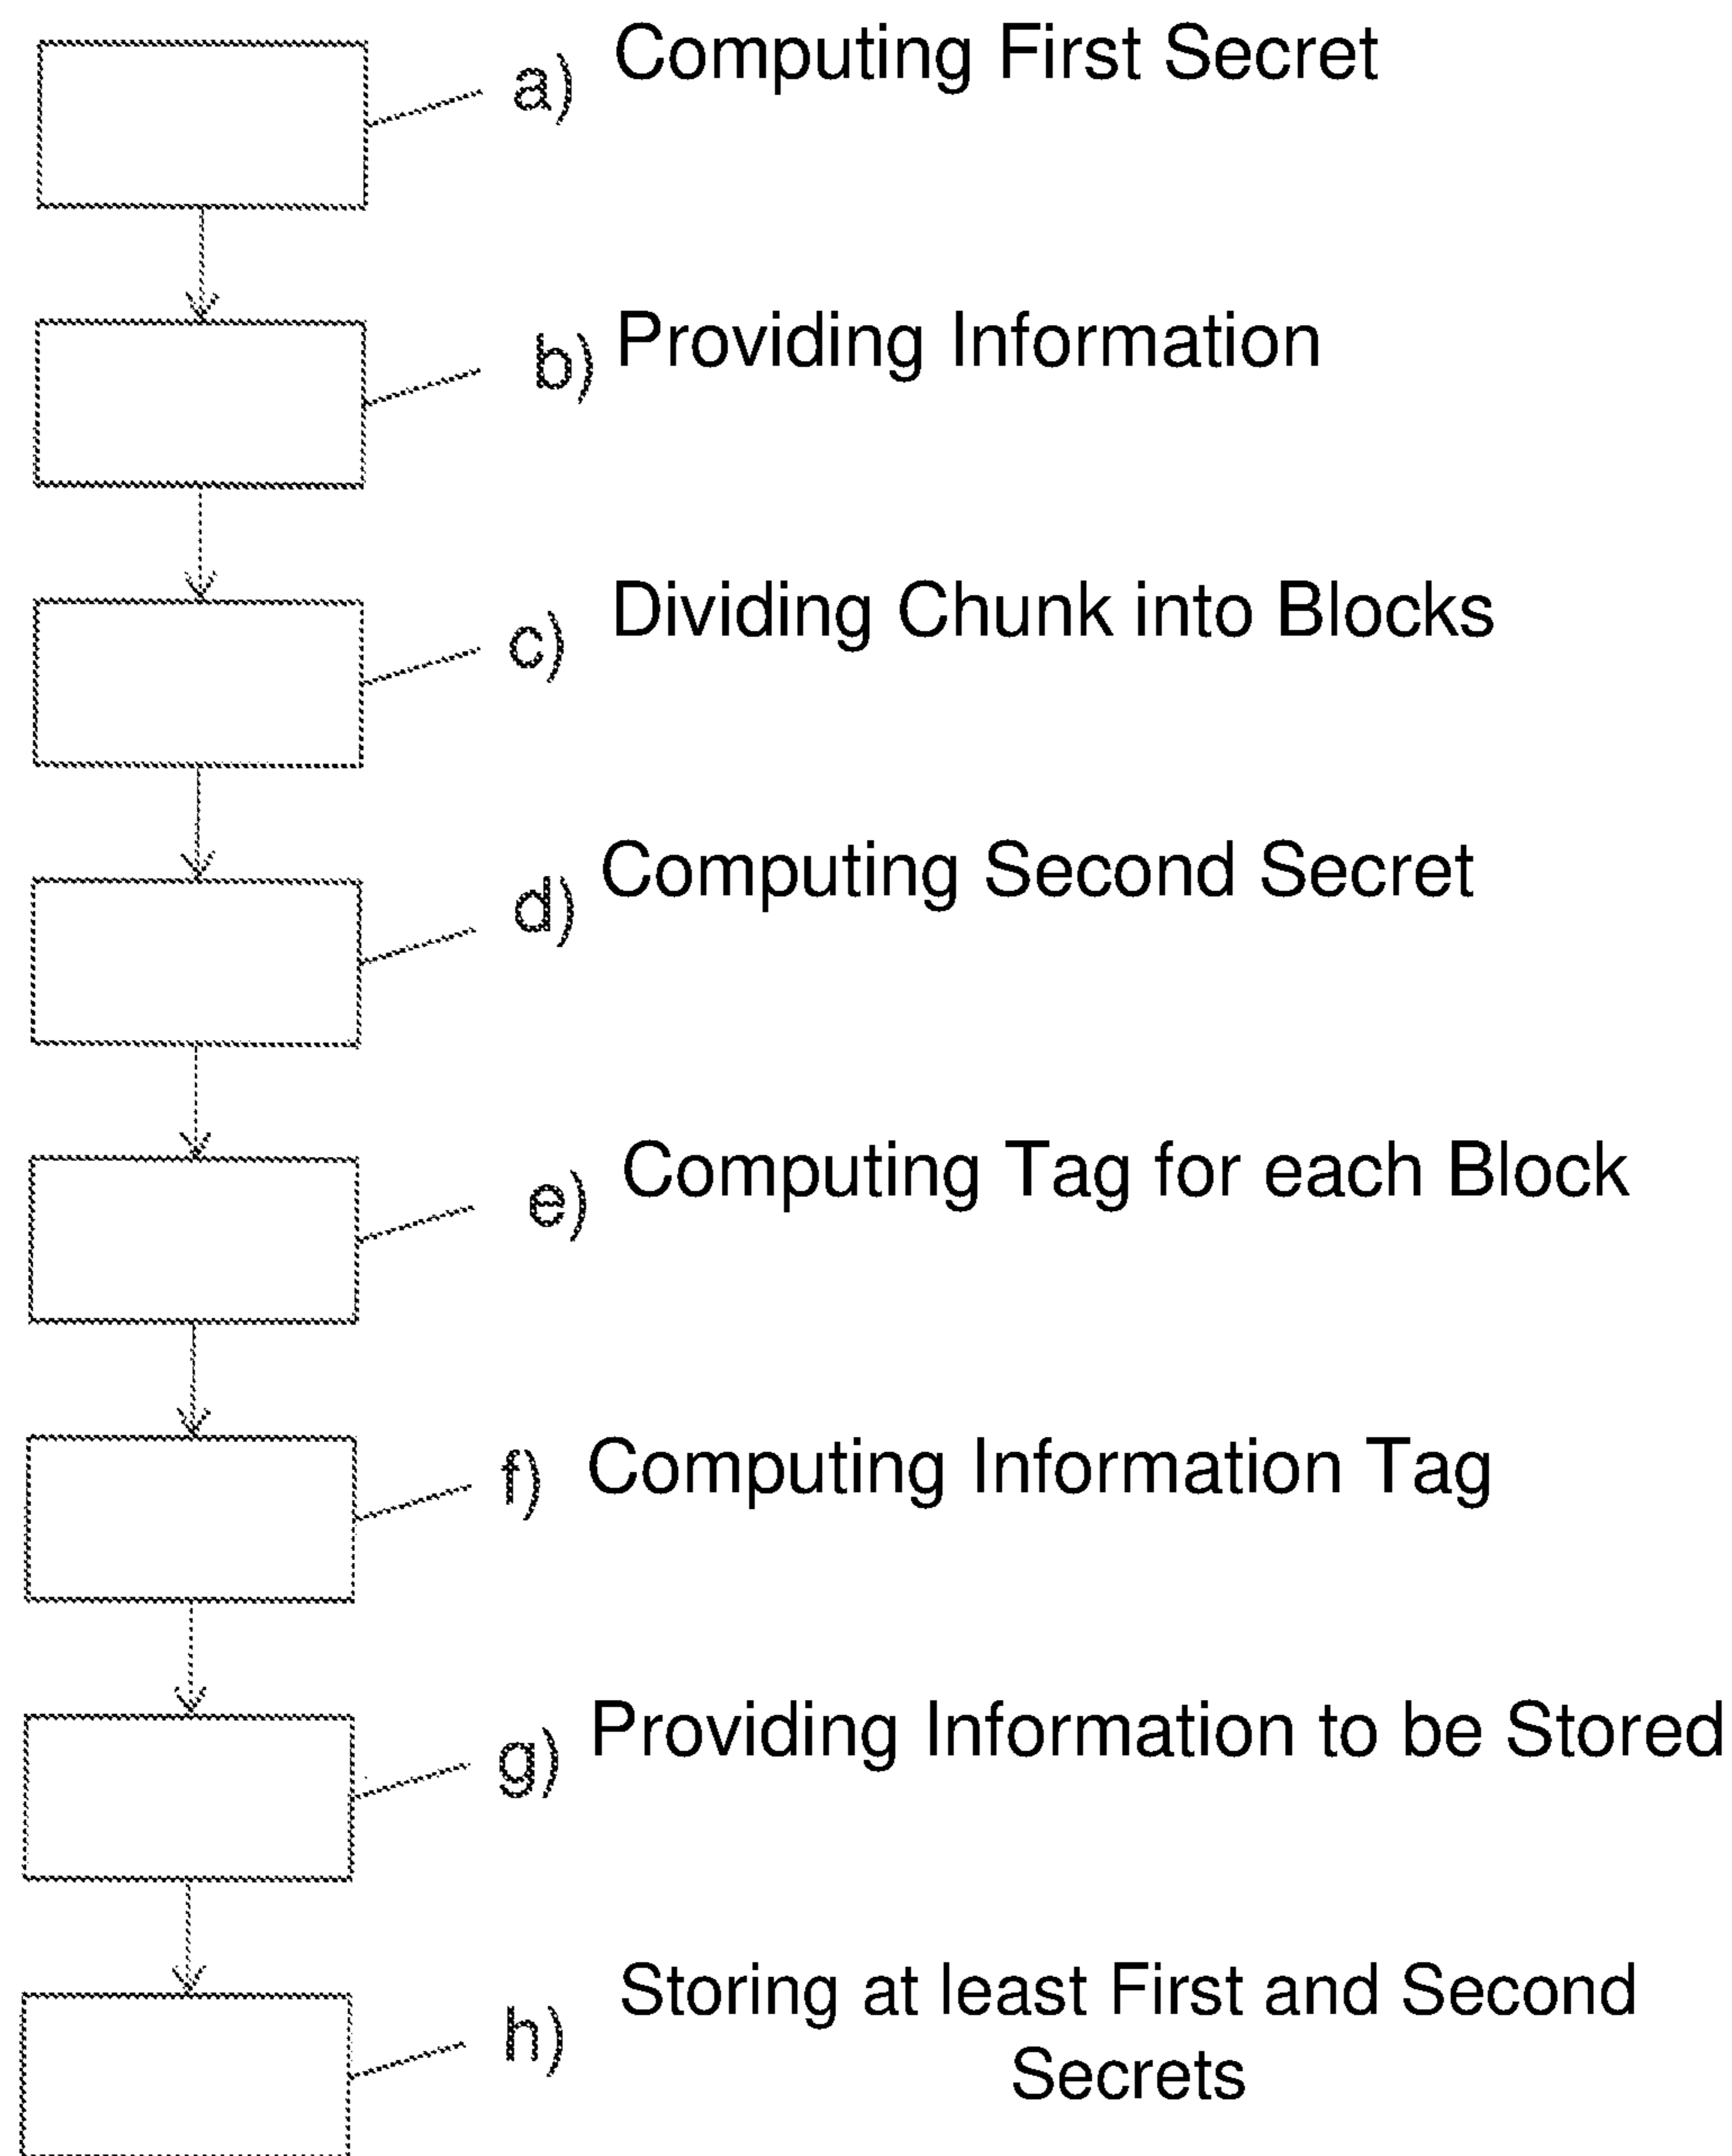 a) Computing First Secret
b) Providing Information
c) Dividing Chunk into Blocks
d) Computing Second Secret
e) Computing Tag for each Block
f) Computing Information Tag
g) Providing Information to be Stored
h) Storing at least First and Second
Secrets